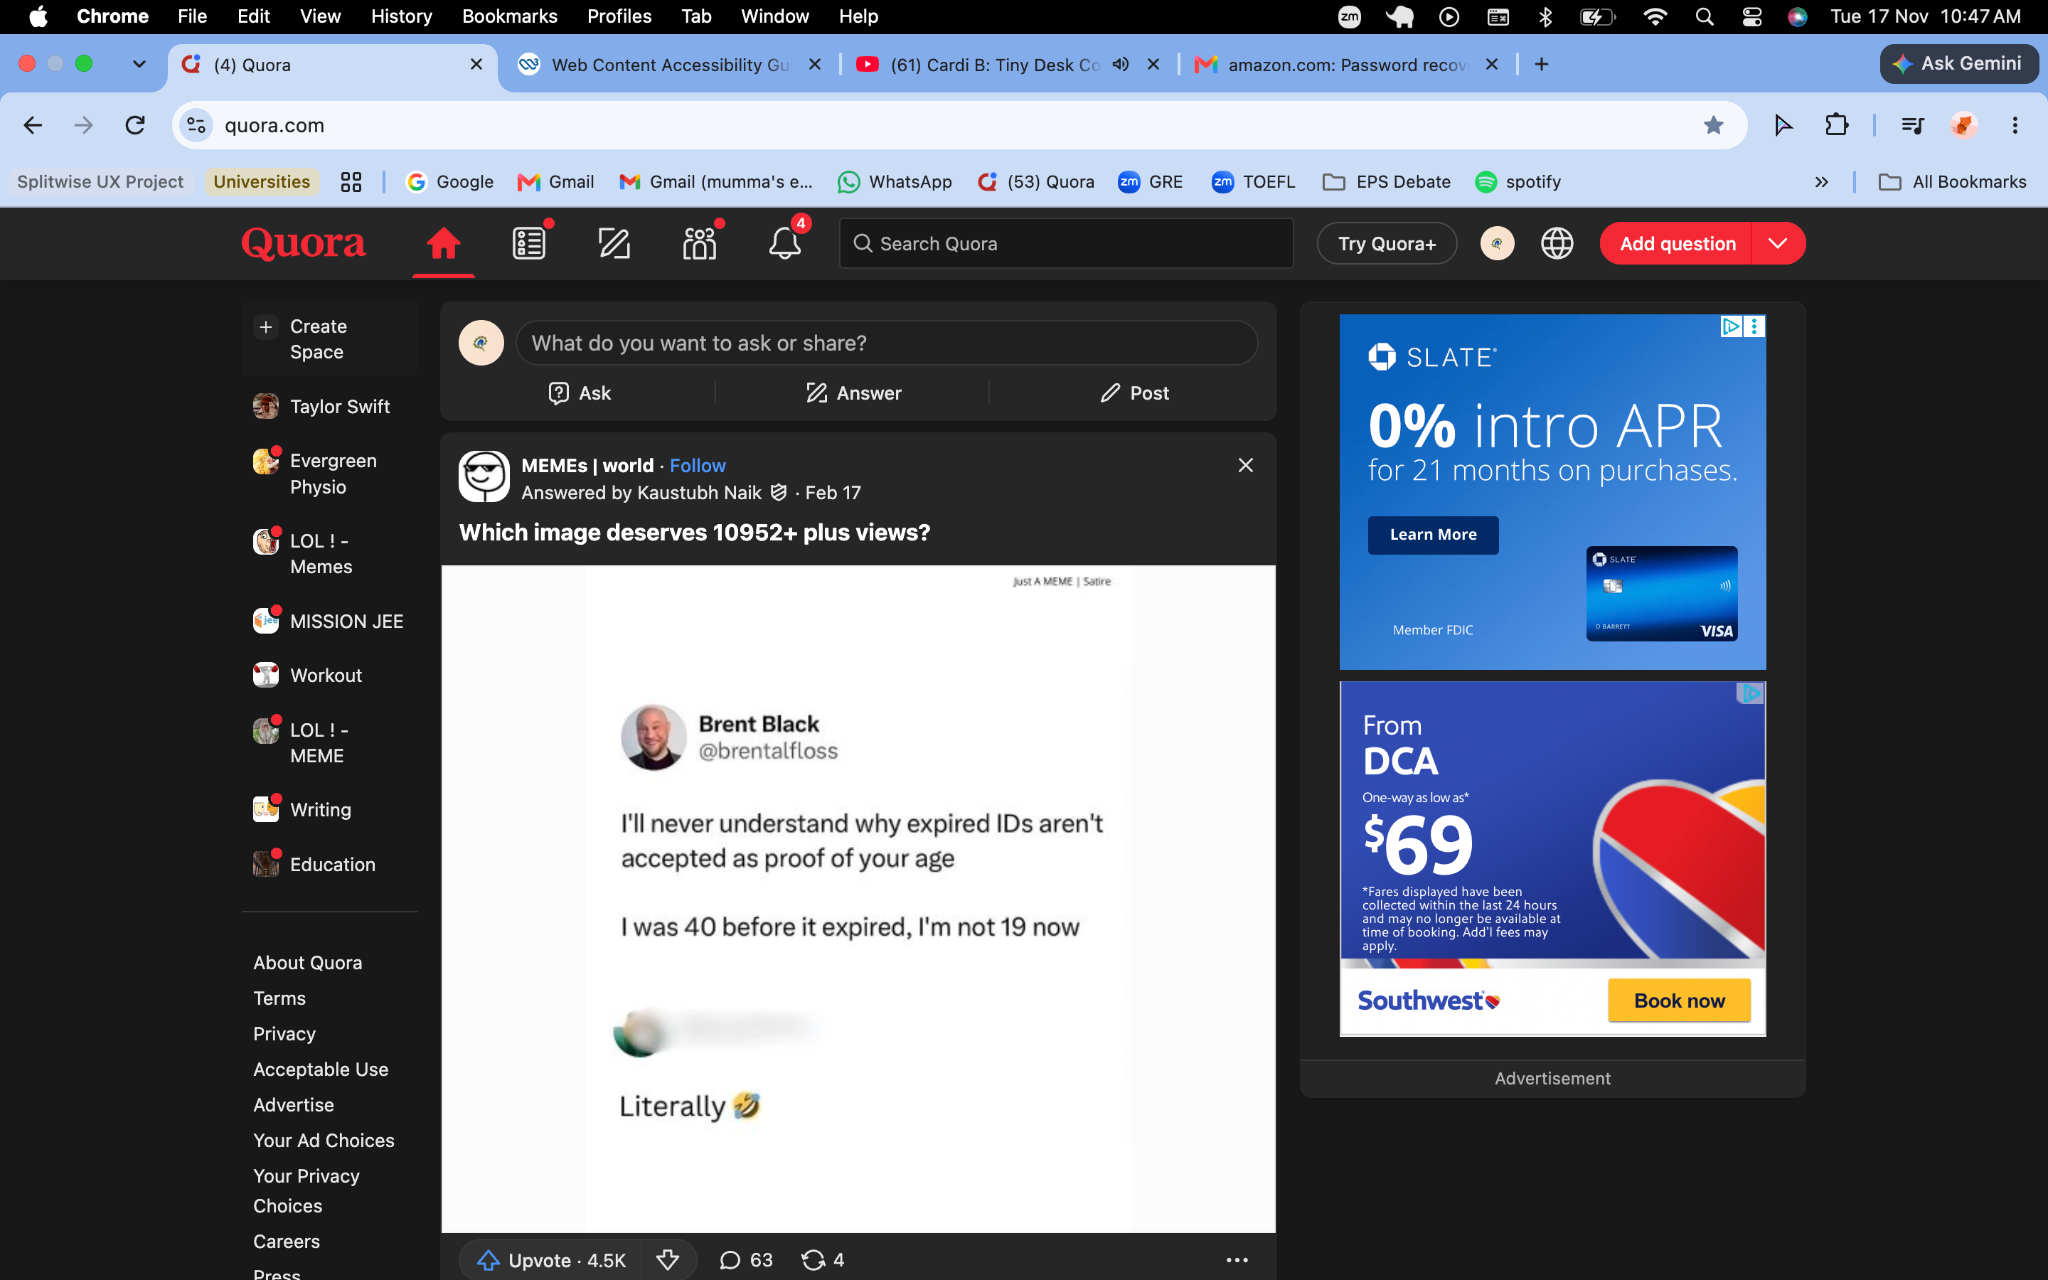 Chrome File Edit View History Bookmarks Profiles Tab Window Help
zm Tue 17 Nov 10:47 AM
(4) Quora
Web Content Accessibility Gu
(61) Cardi B: Tiny Desk Co
amazon.com: Password recov
Ask Gemini
quora.com
Splitwise UX Project
Universities
Google
Gmail
Gmail (mumma's e...
WhatsApp
(53) Quora
zm GRE
zm TOEFL
EPS Debate
spotify
All Bookmarks
Quora
4
Search Quora
Try Quora+
Add question
Create
Space
Taylor Swift
Evergreen
Physio
LOL ! -
Memes
MISSION JEE
Workout
LOL ! -
MEME
Writing
Education
About Quora
Terms
Privacy
Acceptable Use
Advertise
Your Ad Choices
Your Privacy
Choices
Careers
Press
What do you want to ask or share?
Ask
Answer
Post
MEMEs | world · Follow
Answered by Kaustubh Naik · Feb 17
Which image deserves 10952+ plus views?
Just A MEME | Satire
Brent Black
@brentalfloss
I'll never understand why expired IDs aren't
accepted as proof of your age
I was 40 before it expired, I'm not 19 now
Literally 🤣
Upvote · 4.5K
63
4
SLATE®
0% intro APR
for 21 months on purchases.
Learn More
Member FDIC
SLATE
D BARRETT
VISA
From
DCA
One-way as low as*
$69
*Fares displayed have been
collected within the last 24 hours
and may no longer be available at
time of booking. Add'l fees may
apply.
Southwest
Book now
Advertisement